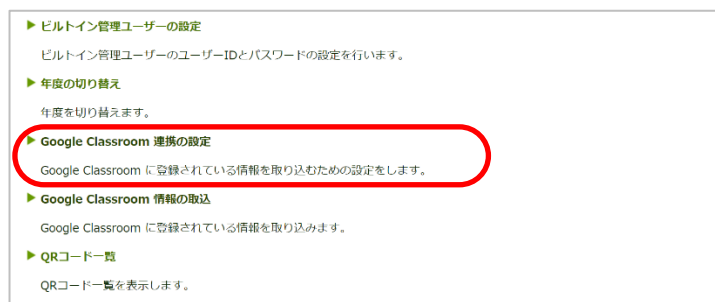 ビルトイン管理ユーザーの設定
ビルトイン管理ユーザーのユーザーIDとパスワードの設定を行います。
年度の切り替え
年度を切り替えます。
Google Classroom 連携の設定
Google Classroom に登録されている情報を取り込むための設定をします。
Google Classroom 情報の取込
Google Classroom に登録されている情報を取り込みます。
QRコード一覧
QRコード一覧を表示します。